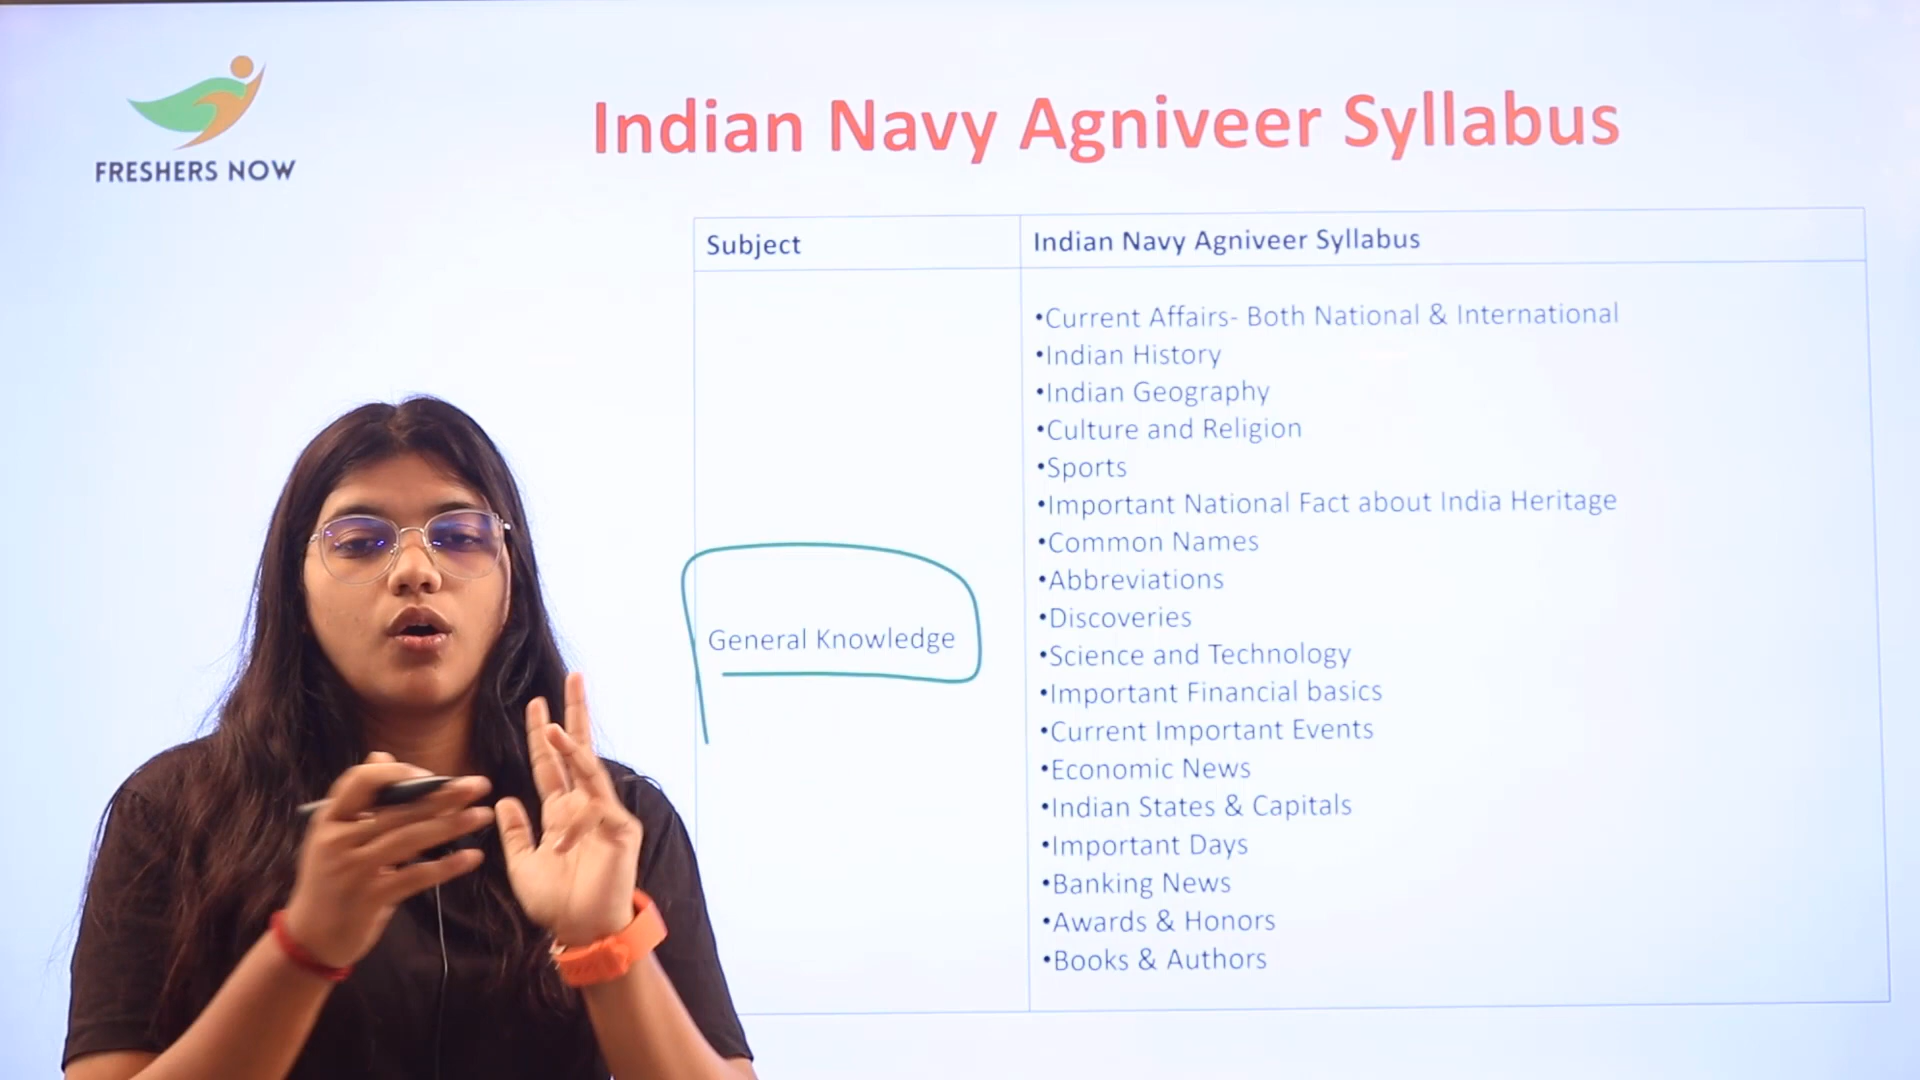 FRESHERS NOW
Indian Navy Agniveer Syllabus
Subject
Indian Navy Agniveer Syllabus
General Knowledge
•Current Affairs- Both National & International
•Indian History
•Indian Geography
•Culture and Religion
•Sports
•Important National Fact about India Heritage
•Common Names
•Abbreviations
•Discoveries
•Science and Technology
•Important Financial basics
•Current Important Events
•Economic News
•Indian States & Capitals
•Important Days
•Banking News
•Awards & Honors
•Books & Authors